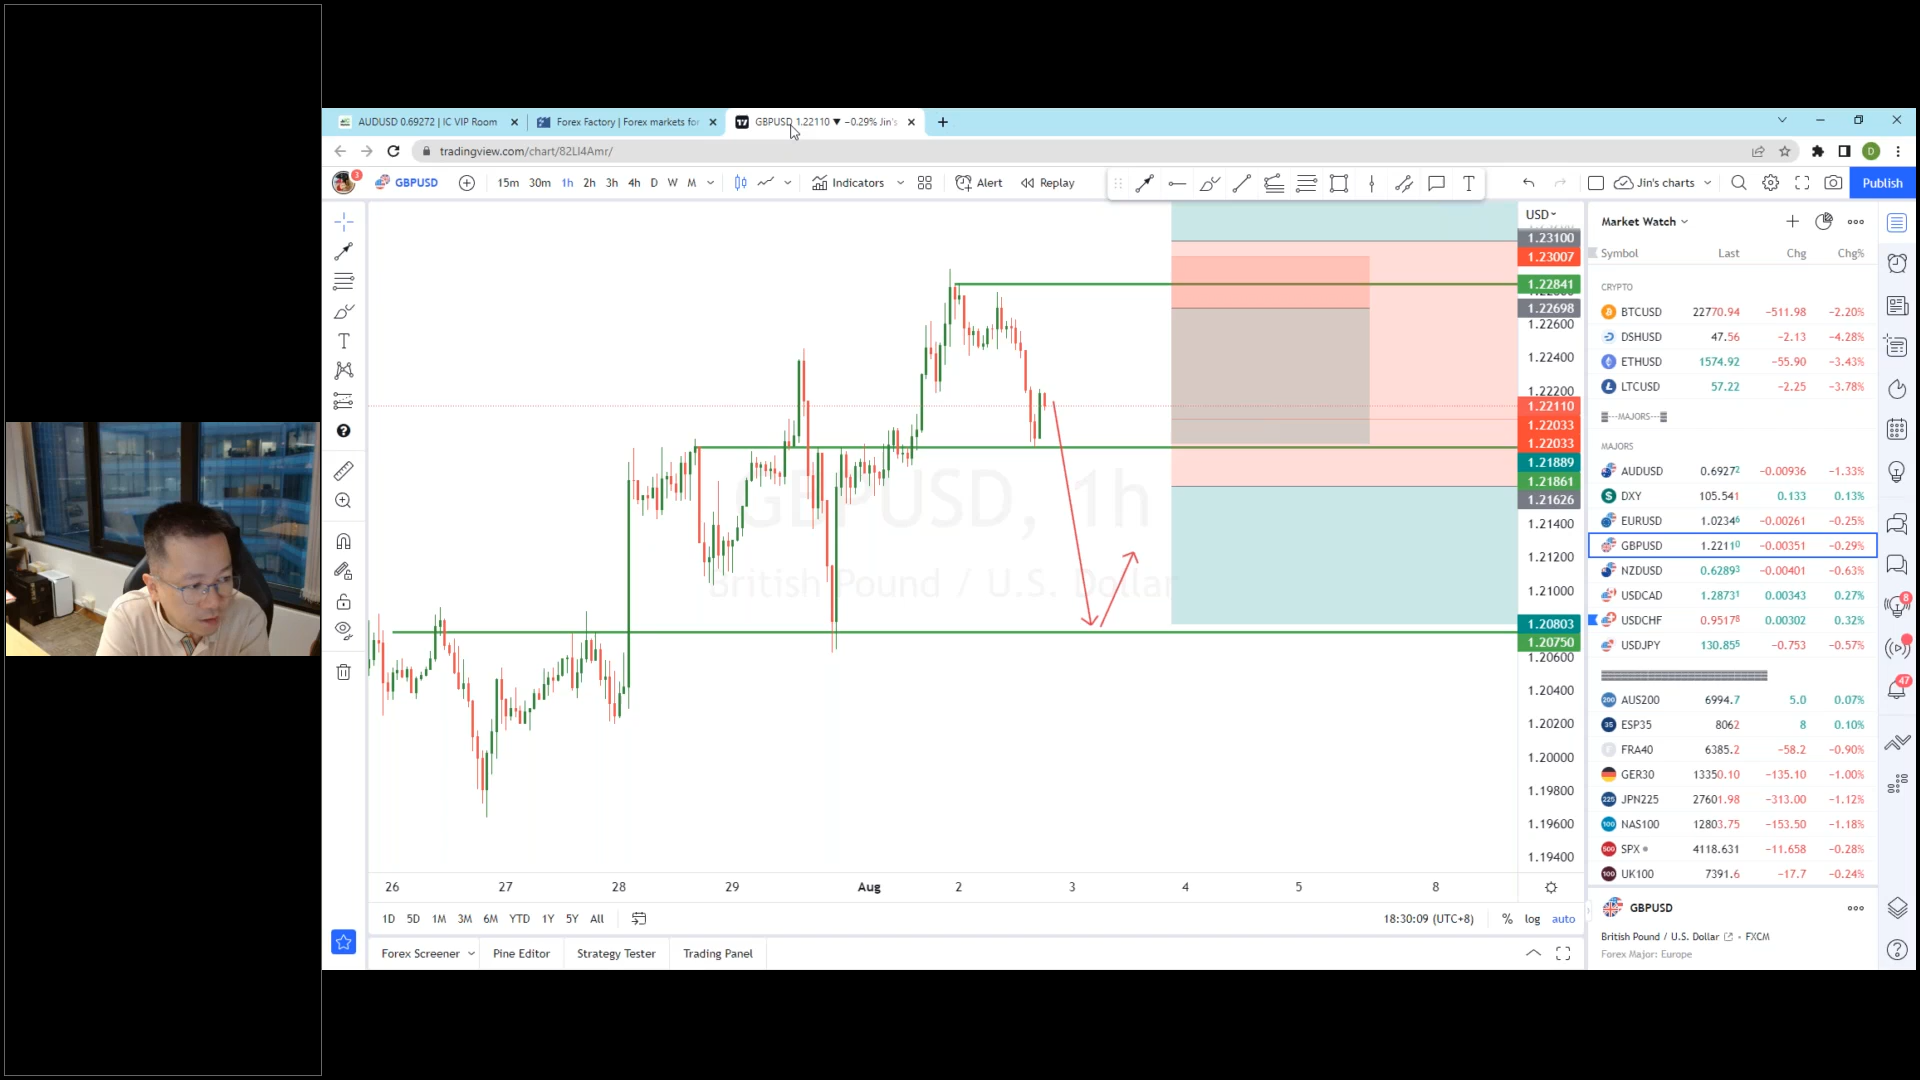 AUDUSD 0.69272 | IC VIP Room
Forex Factory | Forex markets for
GBPUSD 1.22110 ▼ −0.29% Jin's
tradingview.com/chart/82LI4Amr/
3
GBPUSD
15m 30m 1h 2h 3h 4h D W M
Indicators
Alert
Replay
Jin's charts
Publish
USD
1.23100
1.23007
1.22841
1.22698
1.22600
1.22400
1.22200
1.22110
1.22033
1.22033
1.21889
1.21861
1.21626
1.21400
1.21200
1.21000
1.20803
1.20750
1.20600
1.20400
1.20200
1.20000
1.19800
1.19600
1.19400
GBPUSD, 1h
British Pound / U.S. Dollar
26 27 28 29 Aug 2 3 4 5 8
1D 5D 1M 3M 6M YTD 1Y 5Y All
18:30:09 (UTC+8) % log auto
Forex Screener Pine Editor Strategy Tester Trading Panel
Market Watch
Symbol Last Chg Chg%
CRYPTO
BTCUSD 22770.94 −511.98 −2.20%
DSHUSD 47.56 −2.13 −4.28%
ETHUSD 1574.92 −55.90 −3.43%
LTCUSD 57.22 −2.25 −3.78%
---MAJORS---
MAJORS
AUDUSD 0.69272 −0.00936 −1.33%
DXY 105.541 0.133 0.13%
EURUSD 1.02346 −0.00261 −0.25%
GBPUSD 1.22110 −0.00351 −0.29%
NZDUSD 0.62893 −0.00401 −0.63%
USDCAD 1.28731 0.00343 0.27%
USDCHF 0.95178 0.00302 0.32%
USDJPY 130.855 −0.753 −0.57%
AUS200 6994.7 5.0 0.07%
ESP35 8062 8 0.10%
FRA40 6385.2 −58.2 −0.90%
GER30 13350.10 −135.10 −1.00%
JPN225 27601.98 −313.00 −1.12%
NAS100 12803.75 −153.50 −1.18%
SPX 4118.631 −11.658 −0.28%
UK100 7391.6 −17.7 −0.24%
GBPUSD
British Pound / U.S. Dollar • FXCM
Forex Major: Europe
8
47